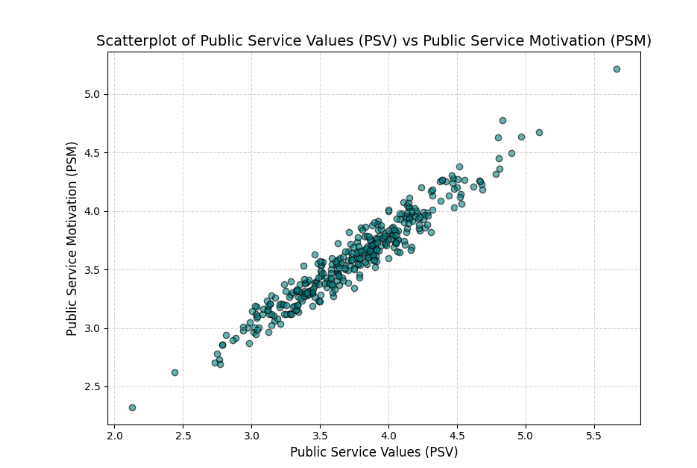 Scatterplot of Public Service Values (PSV) vs Public Service Motivation (PSM)
5.0
4.5
4.0
3.5
3.0
2.5
Public Service Motivation (PSM)
2.0 2.5 3.0 3.5 4.0 4.5 5.0 5.5
Public Service Values (PSV)